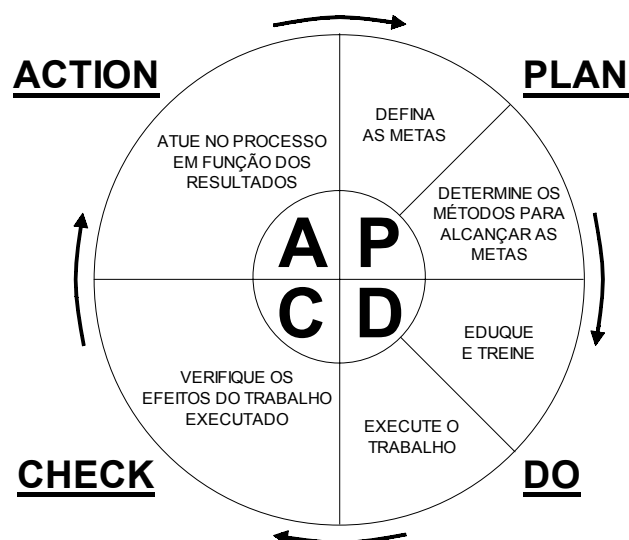 ACTION
PLAN
DEFINA
AS METAS
ATUE NO PROCESSO
EM FUNÇÃO DOS
RESULTADOS
DETERMINE OS
MÉTODOS PARA
ALCANÇAR AS
METAS
A P
C D
EDUQUE
E TREINE
VERIFIQUE OS
EFEITOS DO TRABALHO
EXECUTADO
EXECUTE O
TRABALHO
CHECK
DO